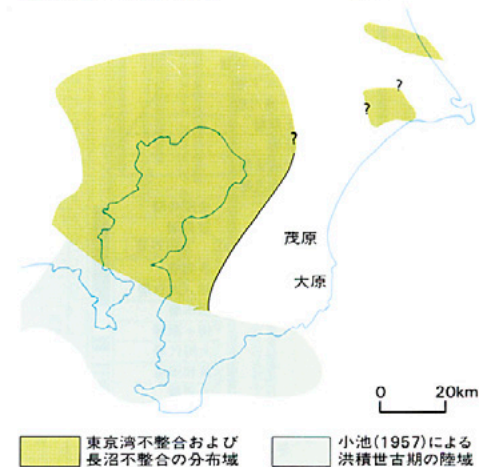 ?
?
?
茂原
大原
0 20km
東京湾不整合および
長沼不整合の分布域
小池(1957)による
洪積世古期の陸域